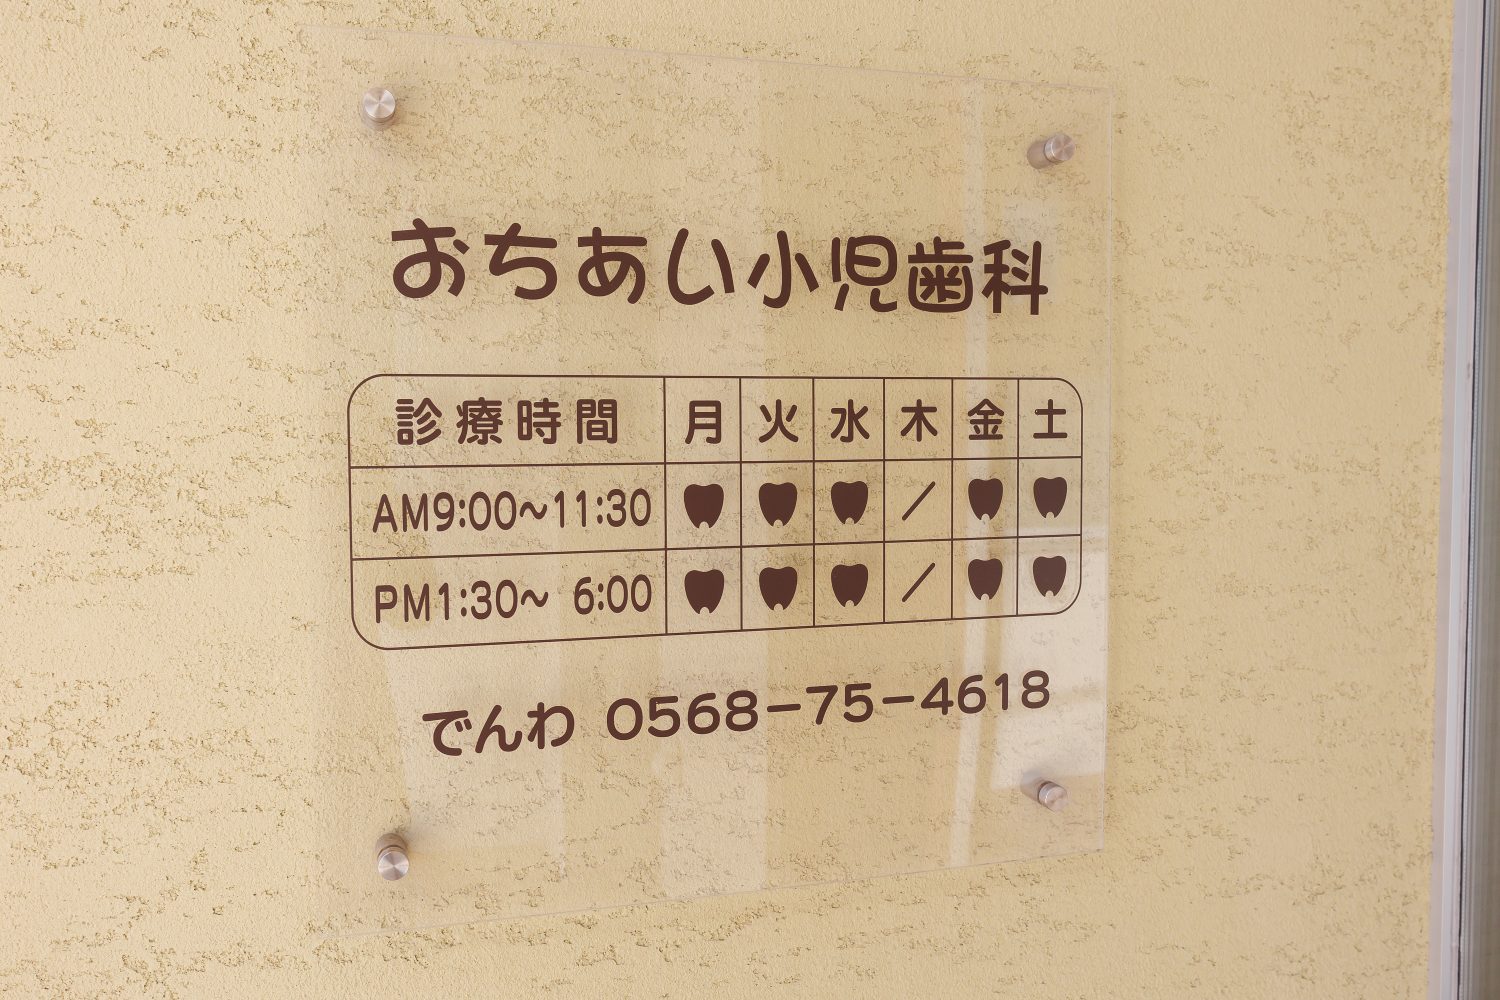 おちあい小児歯科
診療時間 月 火 水 木 金 土
AM9:00〜11:30 ／
PM1:30〜 6:00 ／
でんわ 0568-75-4618